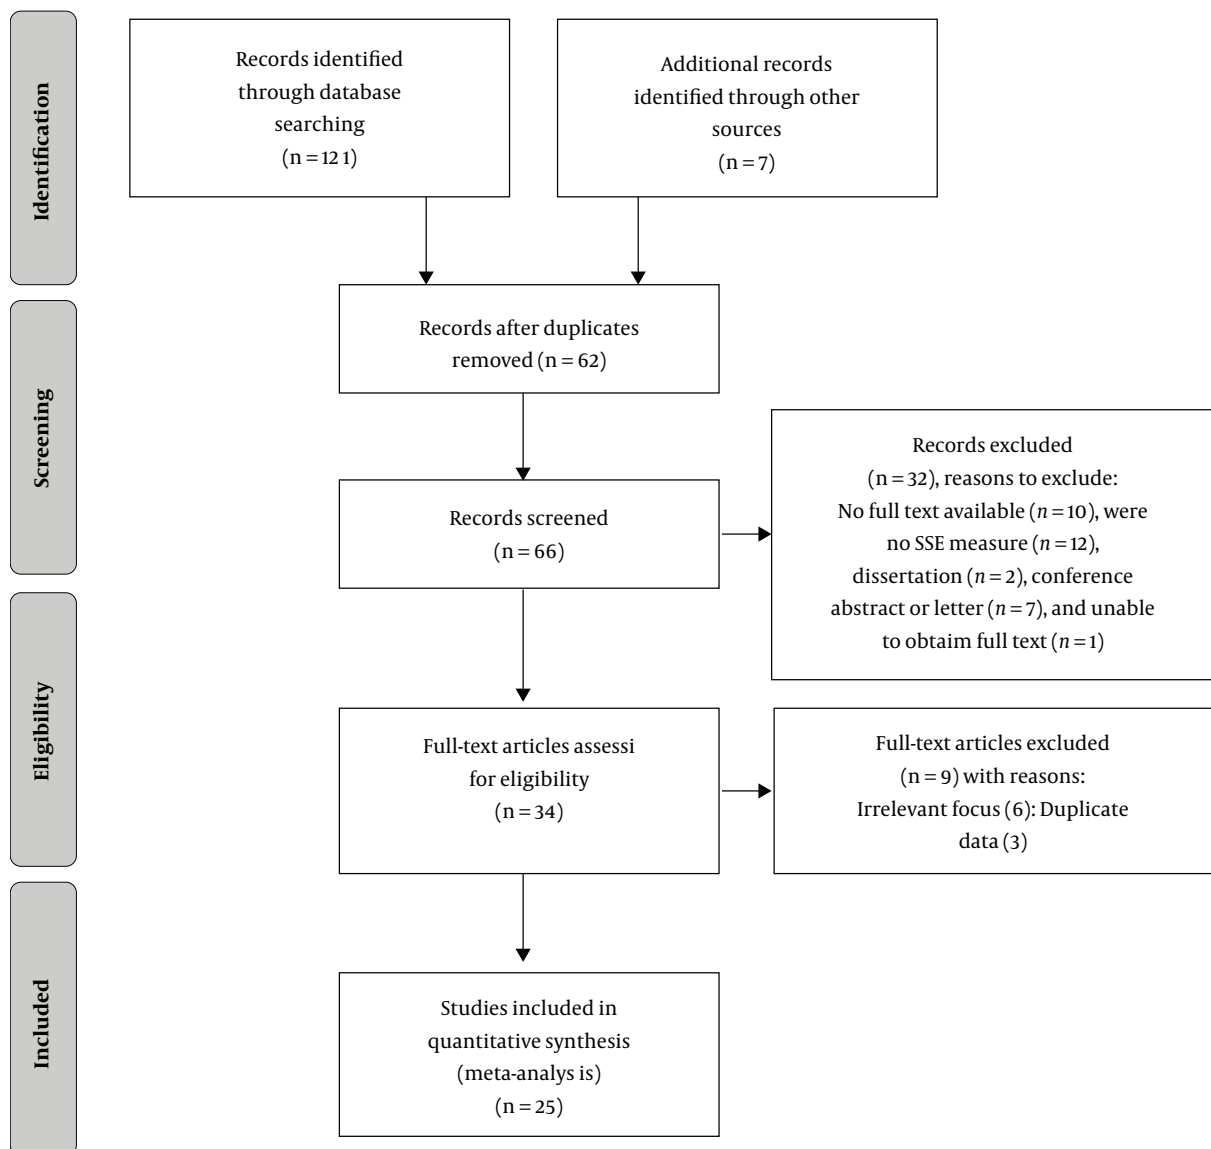 Identification
Records identified
through database
searching
(n = 12 1)
Additional records
identified through other
sources
(n = 7)
Screening
Records after duplicates
removed (n = 62)
Records screened
(n = 66)
Records excluded
(n = 32), reasons to exclude:
No full text available (n = 10), were
no SSE measure (n = 12),
dissertation (n = 2), conference
abstract or letter (n = 7), and unable
to obtaim full text (n = 1)
Eligibility
Full-text articles assessi
for eligibility
(n = 34)
Full-text articles excluded
(n = 9) with reasons:
Irrelevant focus (6): Duplicate
data (3)
Included
Studies included in
quantitative synthesis
(meta-analys is)
(n = 25)